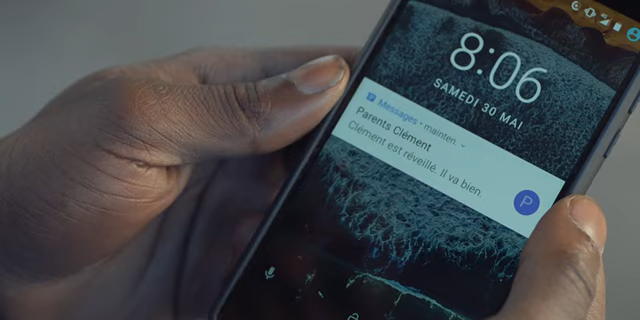 8:06
SAMEDI 30 MAI
Messages • mainten.
Parents Clément
Clément est réveillé. Il va bien.
P